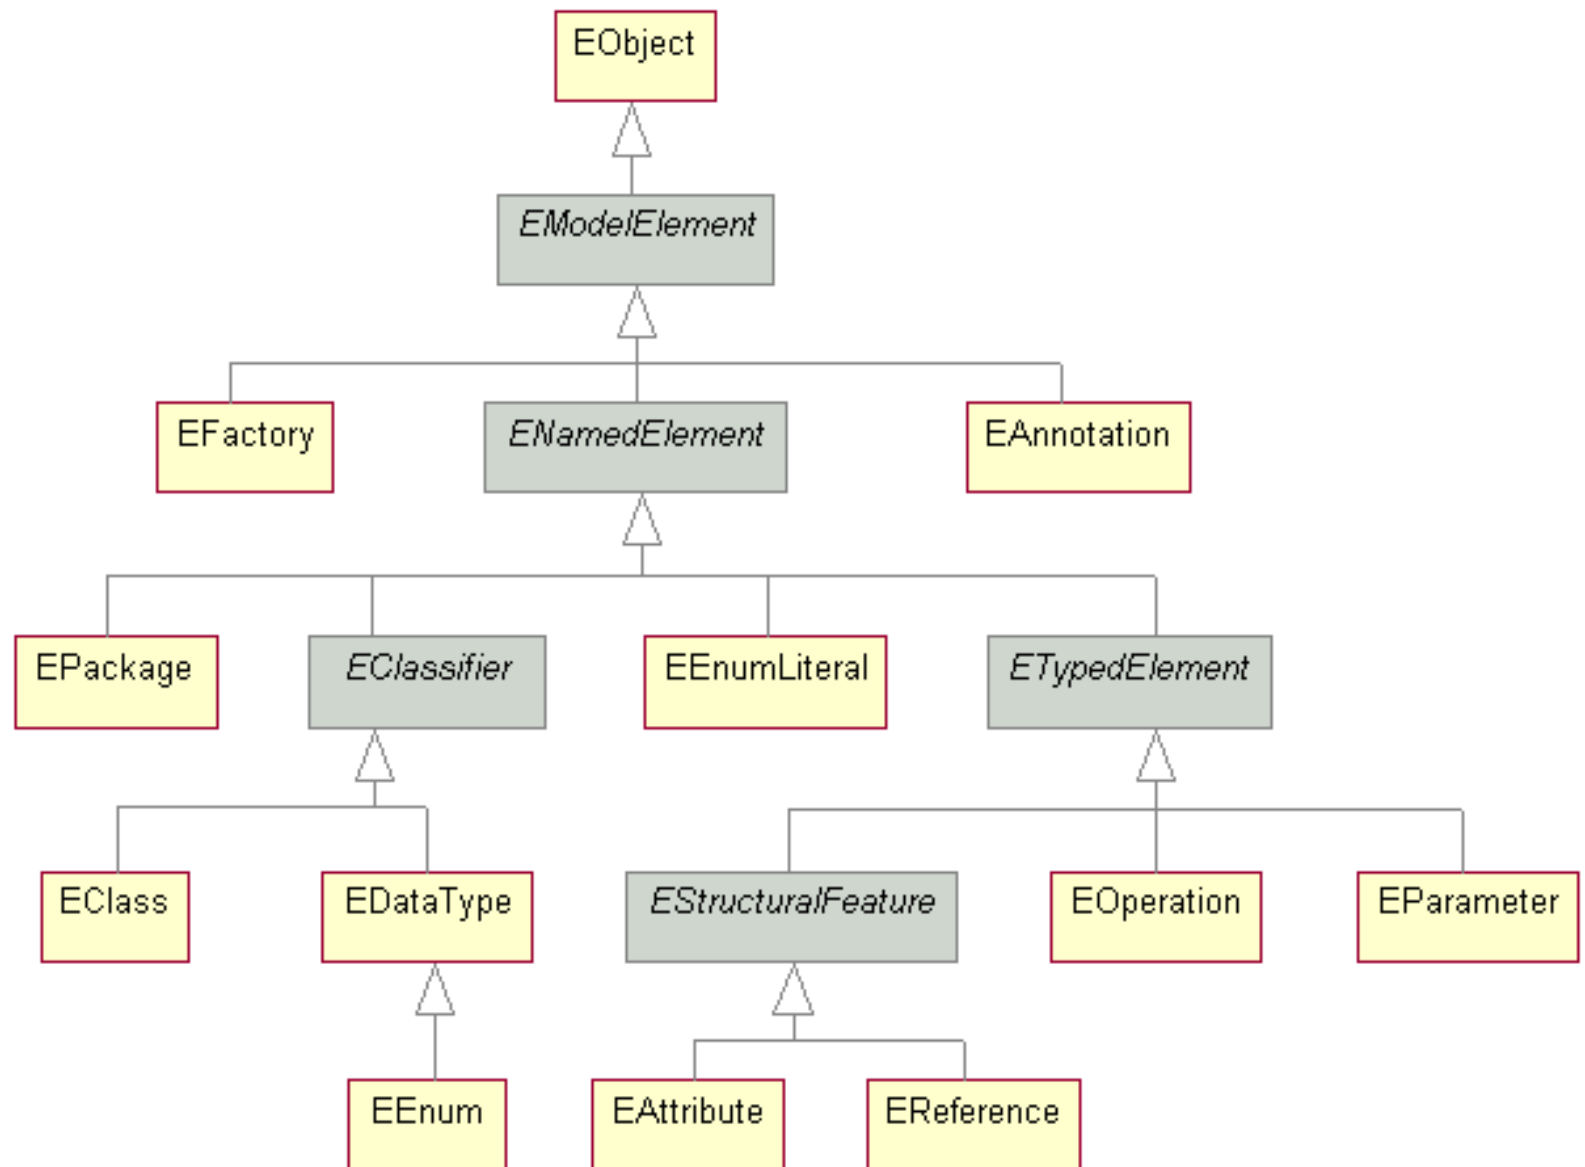 EObject
EModelElement
EFactory
ENamedElement
EAnnotation
EPackage
EClassifier
EEnumLiteral
ETypedElement
EClass
EDataType
EStructuralFeature
EOperation
EParameter
EEnum
EAttribute
EReference